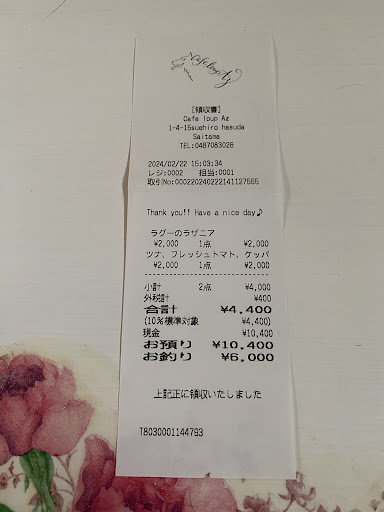 Cafe loup Az
[領収書]
Cafe loup Az
1-4-15suehiro hasuda
Saitama
TEL:0487083026
2024/02/22 15:03:34
レジ:0002 担当:0001
取引No:000220240222141127555
Thank you!! Have a nice day♪
ラグーのラザニア
¥2,000 1点 ¥2,000
ツナ、フレッシュトマト、ケッパ
¥2,000 1点 ¥2,000
小計 2点 ¥4,000
外税計 ¥400
合計 ¥4,400
(10%標準対象 ¥4,400)
現金 ¥10,400
お預り ¥10,400
お釣り ¥6,000
上記正に領収いたしました
T8030001144793